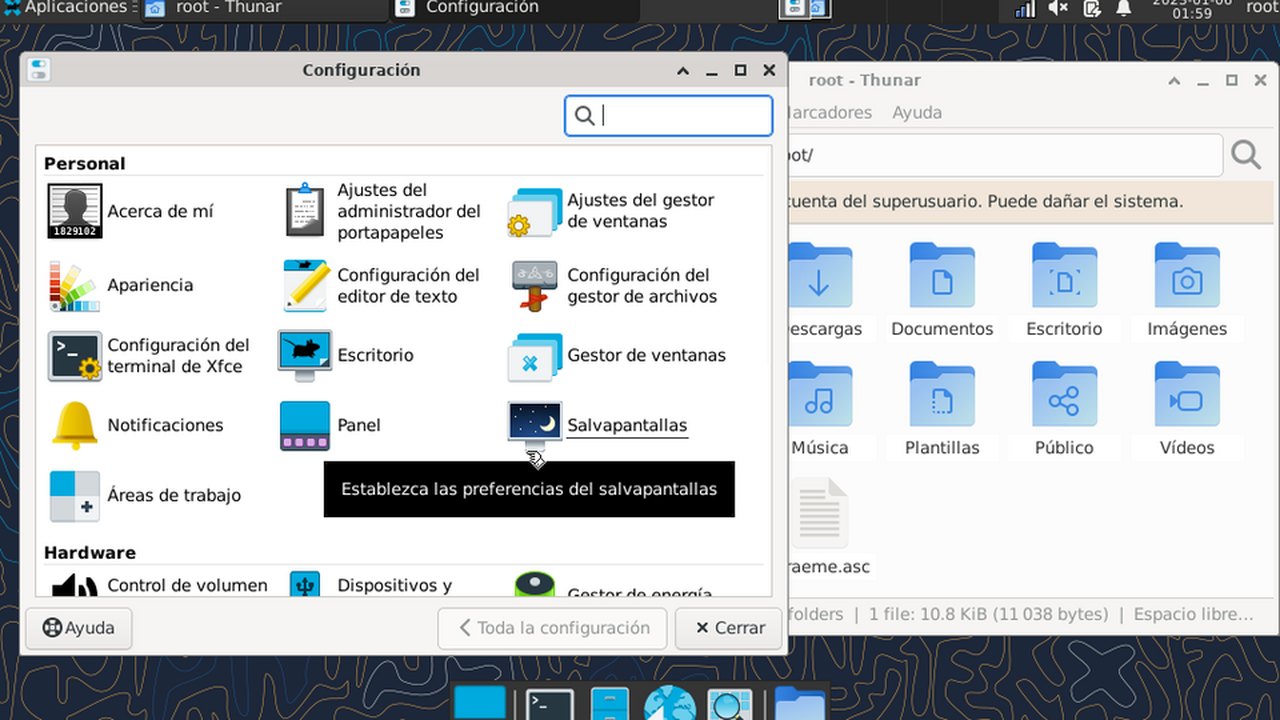 Aplicaciones
root - Thunar
Configuración
2023-01-06
01:59
root
Configuración
Personal
Acerca de mí
1829102
Ajustes del
administrador del
portapapeles
Ajustes del gestor
de ventanas
Apariencia
Configuración del
editor de texto
Configuración del
gestor de archivos
Configuración del
terminal de Xfce
Escritorio
Gestor de ventanas
Notificaciones
Panel
Salvapantallas
Establezca las preferencias del salvapantallas
Áreas de trabajo
Hardware
Control de volumen
Dispositivos y
Gestor de energía
Ayuda
Toda la configuración
Cerrar
root - Thunar
arcadores
Ayuda
ot/
cuenta del superusuario. Puede dañar el sistema.
escargas
Documentos
Escritorio
Imágenes
Música
Plantillas
Público
Vídeos
raeme.asc
folders | 1 file: 10.8 KiB (11 038 bytes) | Espacio libre...